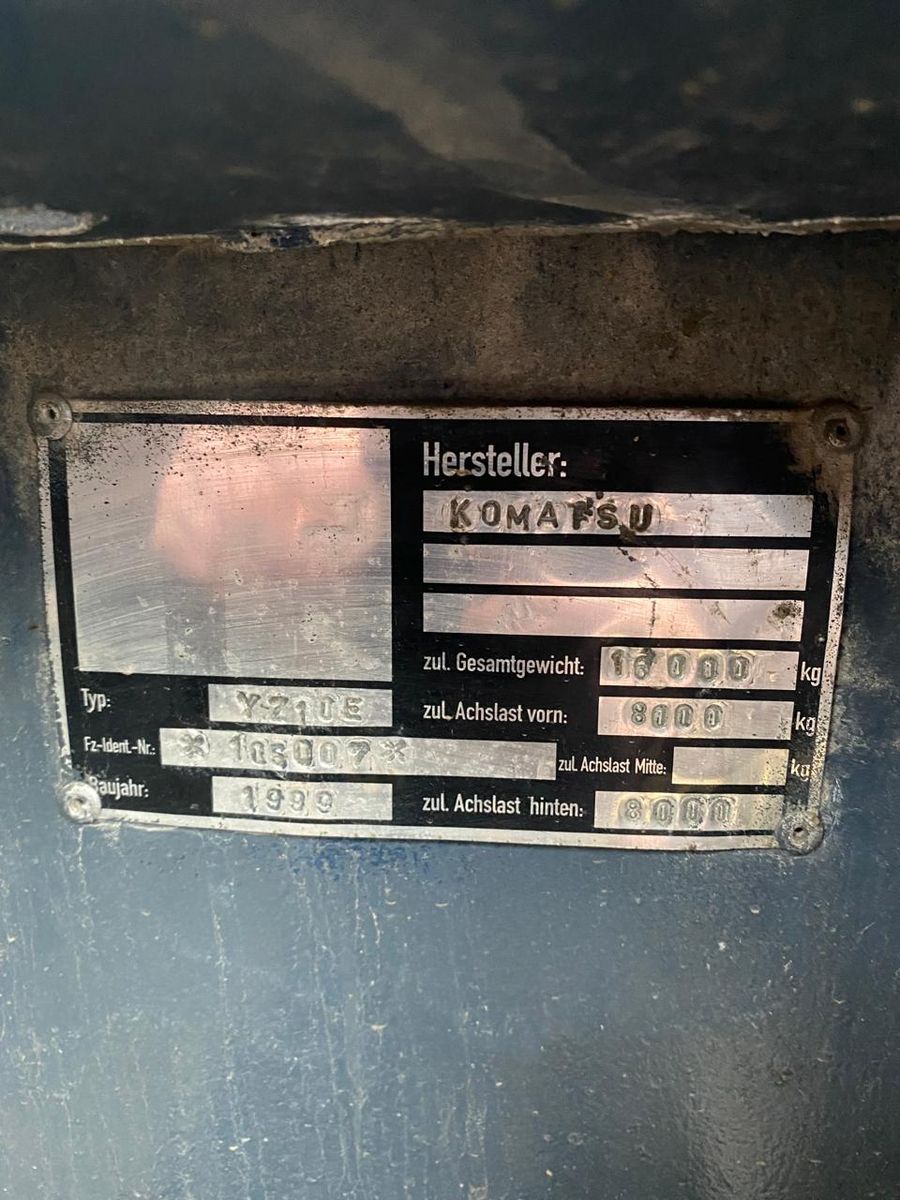 Hersteller:
KOMATSU
zul. Gesamtgewicht: kg
Typ:
zul. Achslast vorn: 8000 kg
Fz-Ident.-Nr.: *105007*
zul. Achslast Mitte: kg
Baujahr: 1999
zul. Achslast hinten: 8000